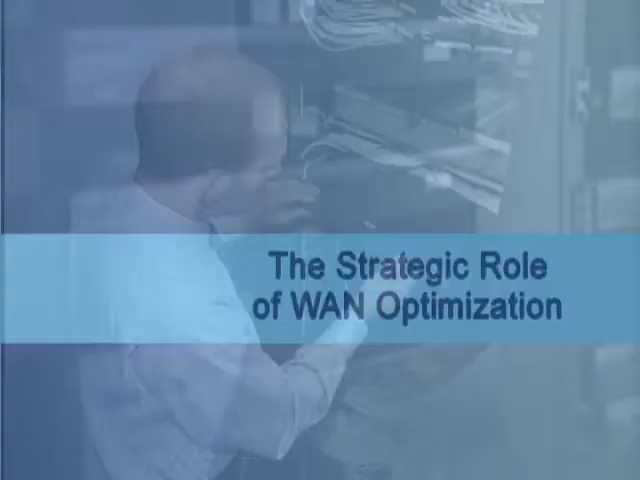 The Strategic Role
of WAN Optimization